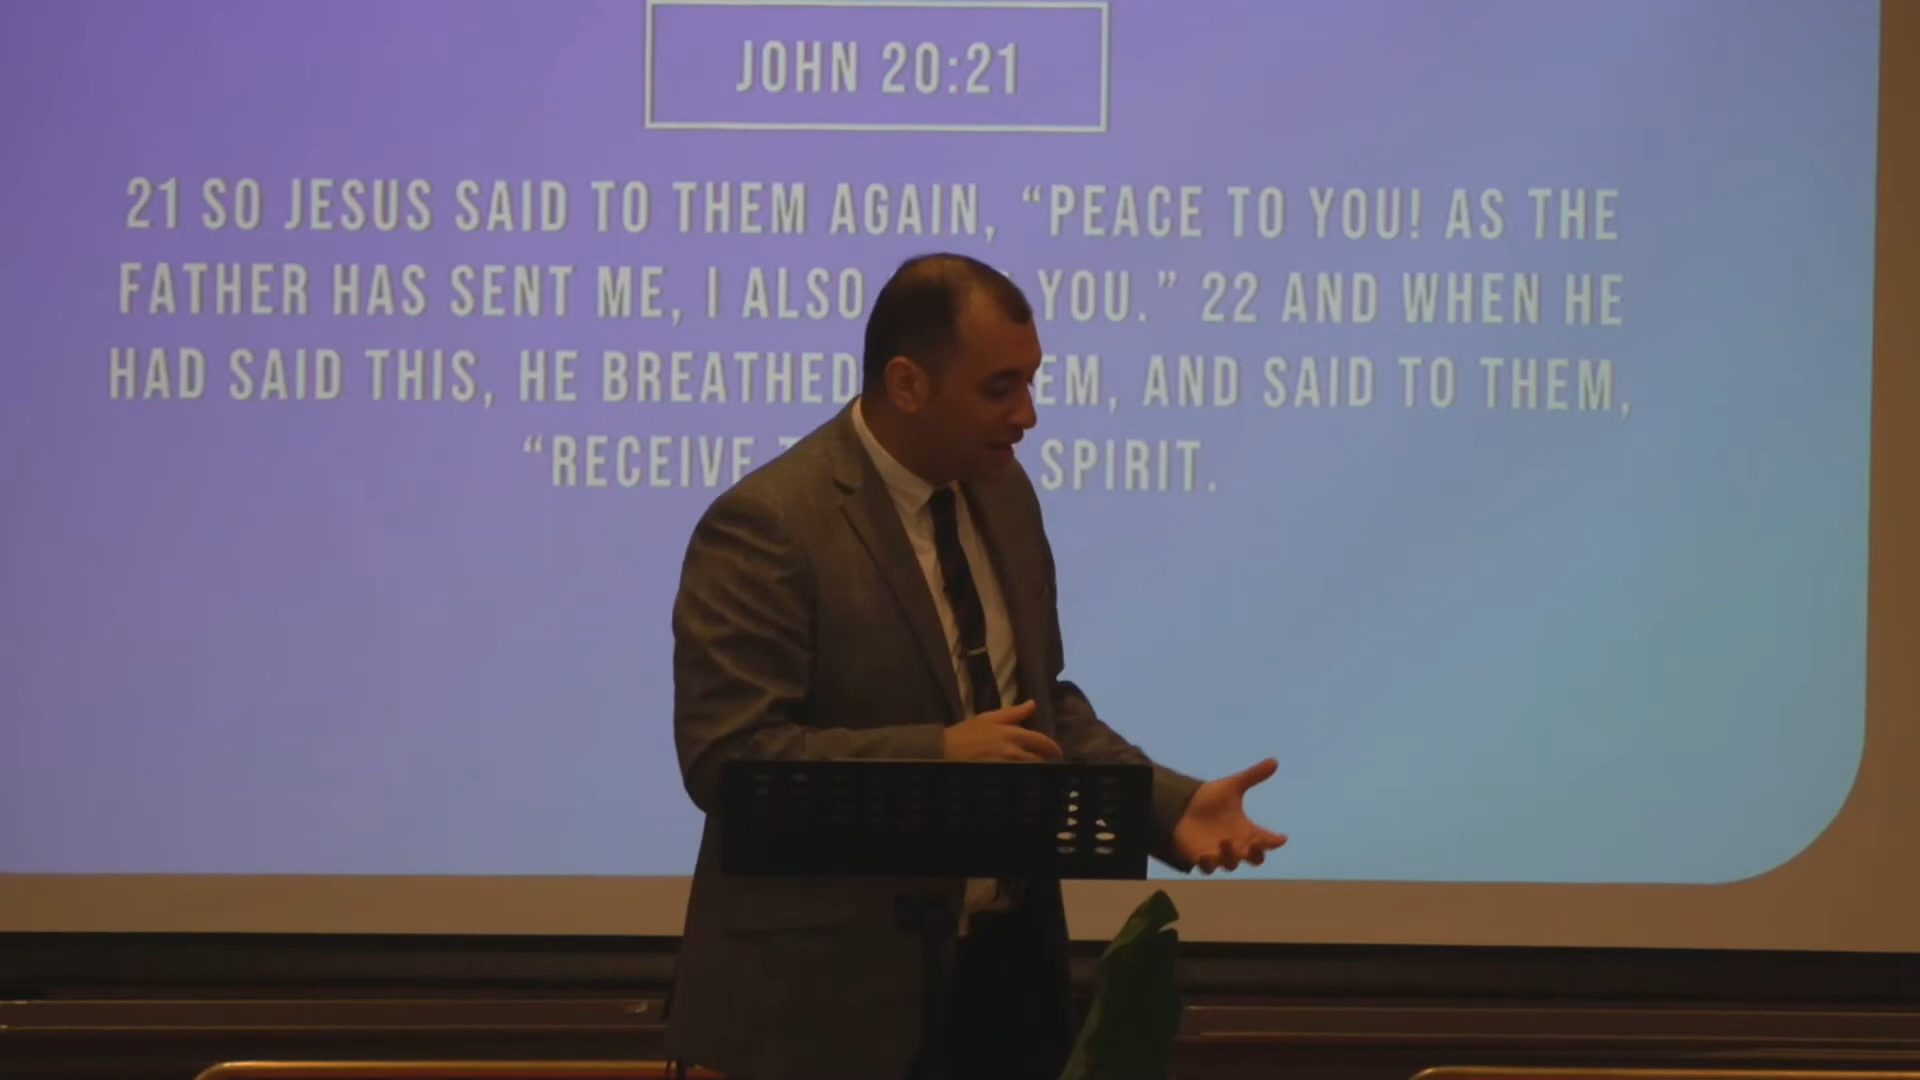 JOHN 20:21
21 SO JESUS SAID TO THEM AGAIN, “PEACE TO YOU! AS THE
FATHER HAS SENT ME, I ALSO YOU.” 22 AND WHEN HE
HAD SAID THIS, HE BREATHED AND SAID TO THEM,
“RECEIVE SPIRIT.